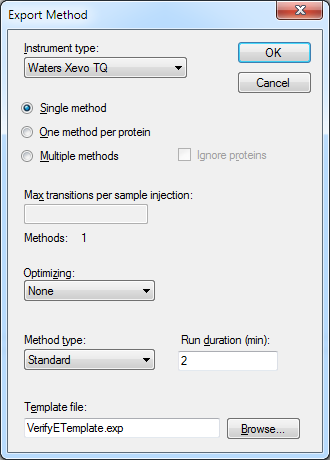 Export Method
Instrument type:
Waters Xevo TQ
OK
Cancel
Single method
One method per protein
Multiple methods
Ignore proteins
Max transitions per sample injection:
Methods: 1
Optimizing:
None
Method type:
Run duration (min):
Standard
2
Template file:
VerifyETemplate.exp
Browse...